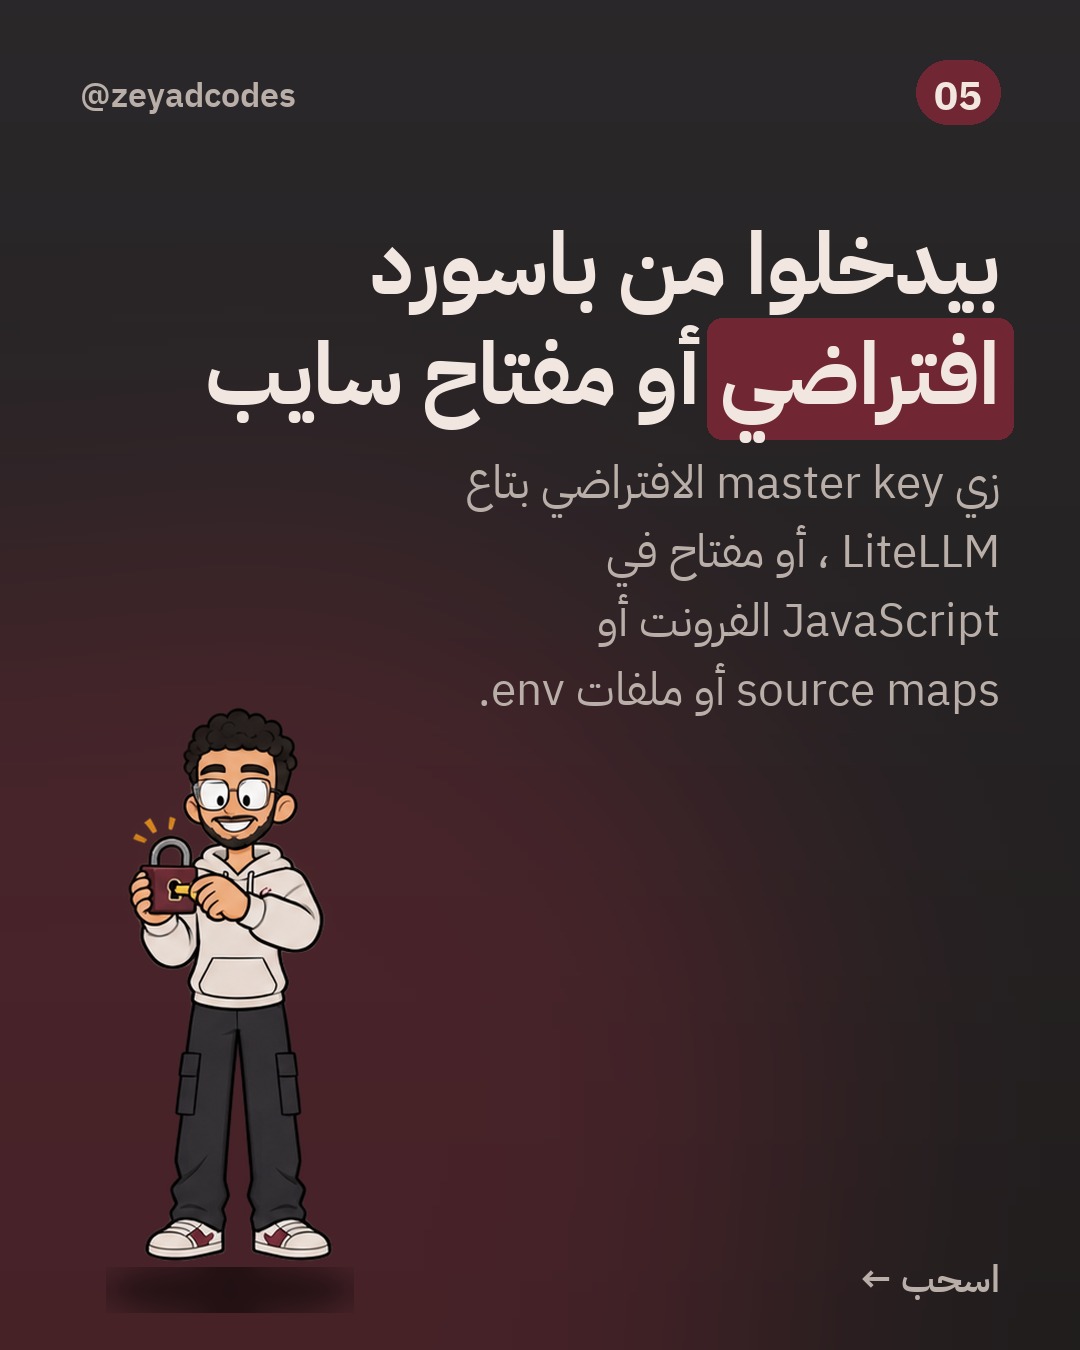 @zeyadcodes
05
بيدخلوا من باسورد
افتراضي أو مفتاح سايب
زي master key الافتراضي بتاع
LiteLLM ، أو مفتاح في
JavaScript الفرونت أو
source maps أو ملفات env.
اسحب ←